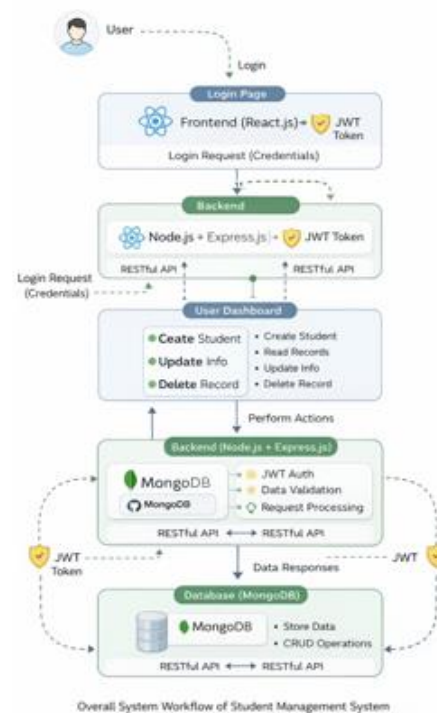 User
Login
Login Page
Frontend (React.js)
JWT
Token
Login Request (Credentials)
Backend
Node.js + Express.js)
JWT Token
RESTful API RESTful API
Login Request
(Credentials)
User Dashboard
Ceate Student
Update Info
Delete Record
Create Student
Read Records
Update Info
Delete Record
Perform Actions
Backend (Node.js + Express.js)
MongoDB
MongoDB
JWT Auth
Data Validation
Request Processing
RESTful API RESTful API
JWT
Token
JWT
Data Responses
Database (MongoDB)
MongoDB
Store Data
CRUD Operations
RESTful API RESTful API
Overall System Workflow of Student Management System